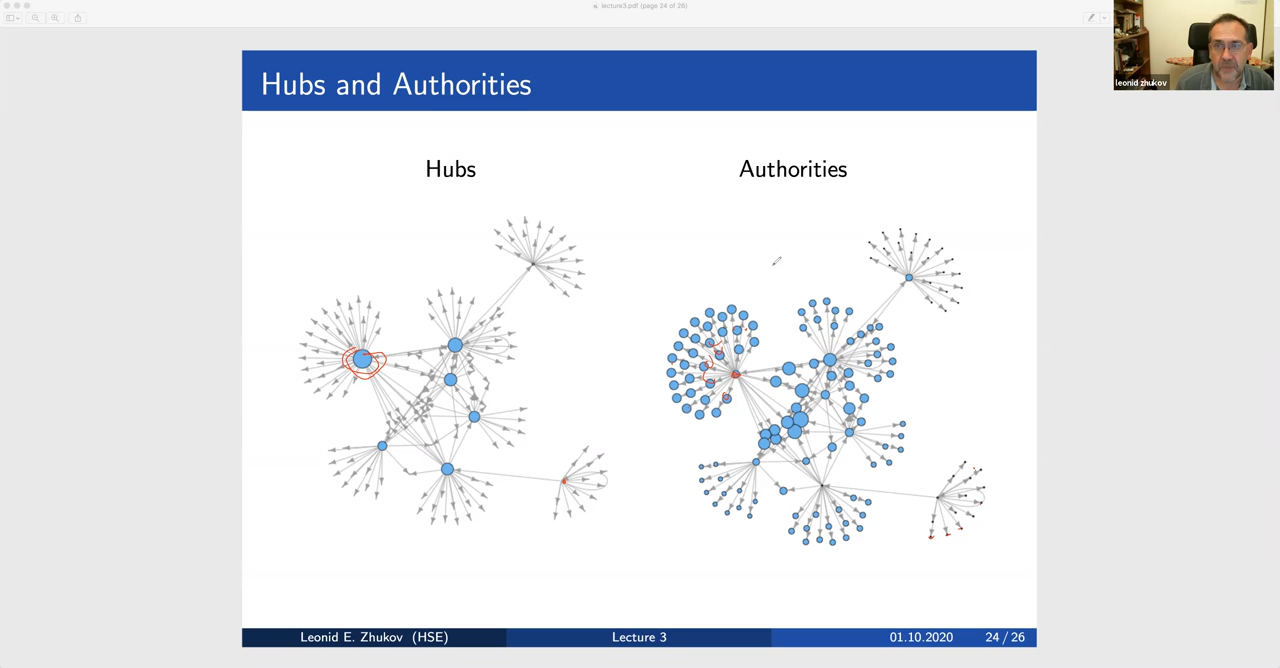 lecture3.pdf (page 24 of 26)
leonid zhukov
Hubs and Authorities
Hubs
Authorities
Leonid E. Zhukov (HSE)
Lecture 3
01.10.2020
24 / 26